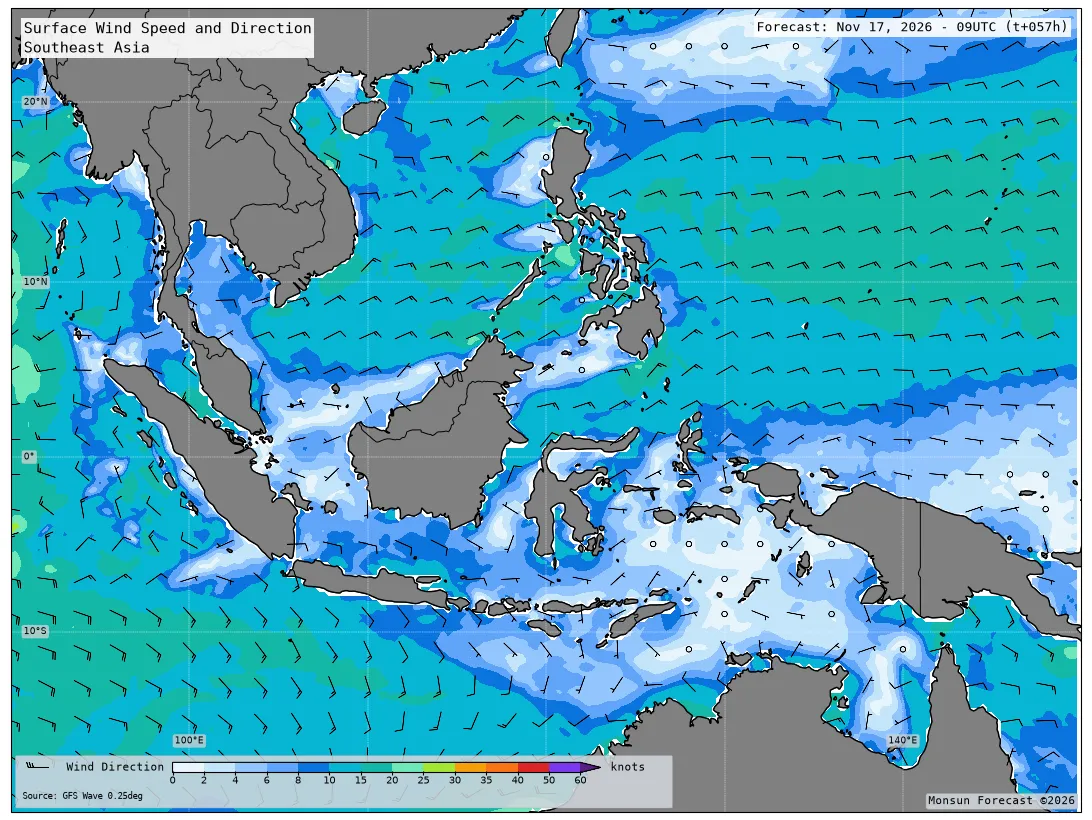 Surface Wind Speed and Direction
Southeast Asia
Forecast: Nov 17, 2026 - 09UTC (t+057h)
20°N
10°N
0°
10°S
100°E
140°E
Wind Direction
knots
0 2 4 6 8 10 15 20 25 30 35 40 50 60
Source: GFS Wave 0.25deg
Monsun Forecast ©2026